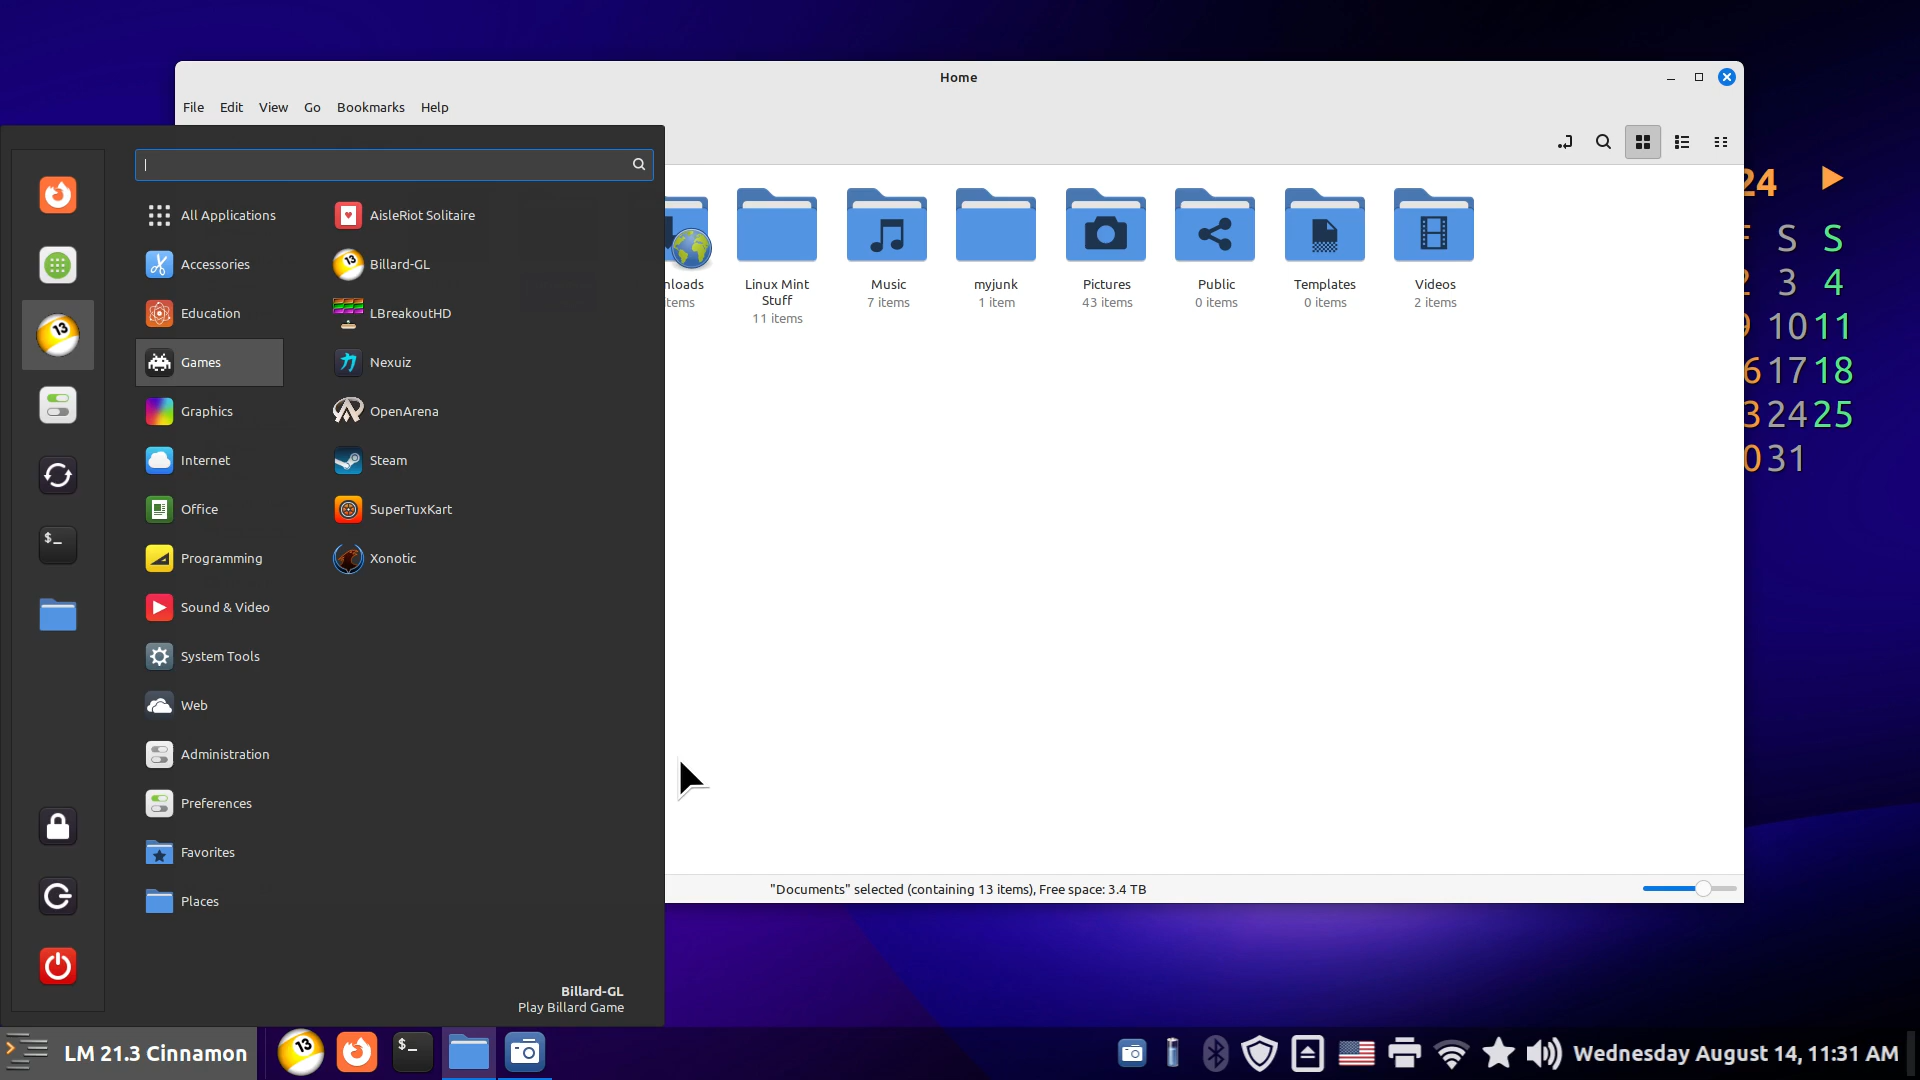 Home
File Edit View Go Bookmarks Help
All Applications
Accessories
Education
Games
Graphics
Internet
Office
Programming
Sound & Video
System Tools
Web
Administration
Preferences
Favorites
Places
AisleRiot Solitaire
Billard-GL
LBreakoutHD
Nexuiz
OpenArena
Steam
SuperTuxKart
Xonotic
Billard-GL
Play Billard Game
Linux Mint
Stuff
11 items
Music
7 items
myjunk
1 item
Pictures
43 items
Public
0 items
Templates
0 items
Videos
2 items
"Documents" selected (containing 13 items), Free space: 3.4 TB
24
S S
3 4
10 11
17 18
24 25
31
13
$_
LM 21.3 Cinnamon
13
$_
Wednesday August 14, 11:31 AM